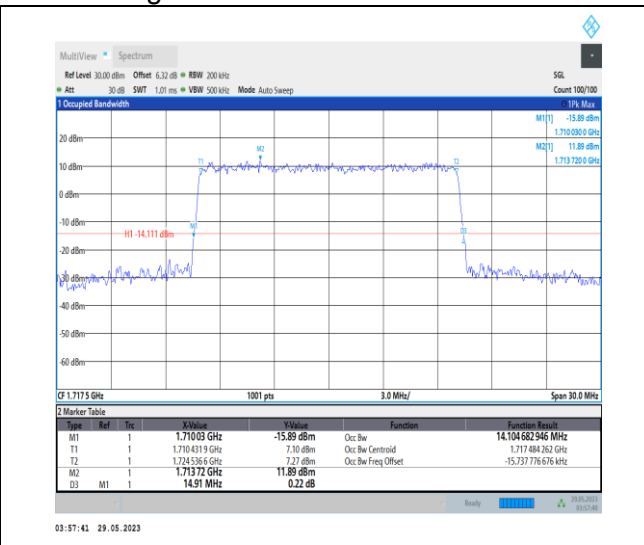 MultiView Spectrum
Ref Level 30.00 dBm Offset 6.32 dB RBW 200 kHz SGL
Att 30 dB SWT 1.01 ms VBW 500 kHz Mode Auto Sweep Count 100/100
1 Occupied Bandwidth 1Pk Max
M1[1] -15.89 dBm
1.710 030 0 GHz
M2[1] 11.89 dBm
1.713 720 0 GHz
20 dBm
M2
T1 T2
10 dBm
0 dBm
-10 dBm
M1
H1 -14.111 dBm
D3
-20 dBm
-30 dBm
-40 dBm
-50 dBm
-60 dBm
CF 1.717 5 GHz 1001 pts 3.0 MHz/ Span 30.0 MHz
2 Marker Table
Type Ref Trc X-Value Y-Value Function Function Result
M1 1 1.710 03 GHz -15.89 dBm Occ Bw 14.104 682 946 MHz
T1 1 1.710 431 9 GHz 7.10 dBm Occ Bw Centroid 1.717 484 262 GHz
T2 1 1.724 536 6 GHz 7.27 dBm Occ Bw Freq Offset -15.737 776 676 kHz
M2 1 1.713 72 GHz 11.89 dBm
D3 M1 1 14.91 MHz 0.22 dB
Ready 29.05.2023
03:57:40
03:57:41 29.05.2023